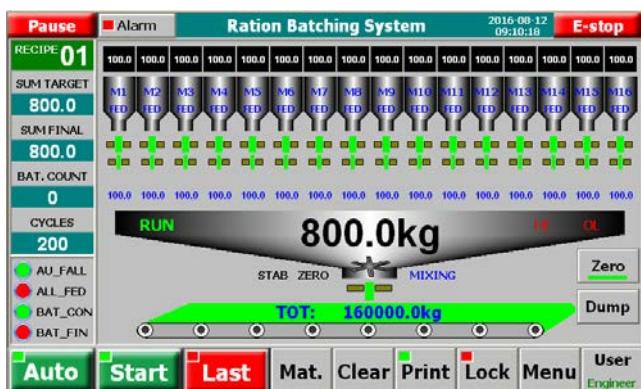 Pause
Alarm
Ration Batching System
2016-08-12
09:10:18
E-stop
RECIPE 01
100.0 100.0 100.0 100.0 100.0 100.0 100.0 100.0 100.0 100.0 100.0 100.0 100.0 100.0 100.0 100.0
SUM TARGET
M1 M2 M3 M4 M5 M6 M7 M8 M9 M10 M11 M12 M13 M14 M15 M16
800.0
FED FED FED FED FED FED FED FED FED FED FED FED FED FED FED FED
SUM FINAL
800.0
BAT. COUNT
0
100.0 100.0 100.0 100.0 100.0 100.0 100.0 100.0 100.0 100.0 100.0 100.0 100.0 100.0 100.0 100.0
CYCLES
200
RUN
800.0kg
OL
STAB ZERO
MIXING
Zero
AU_FALL
ALL_FED
BAT_CON
BAT_FIN
TOT: 160000.0kg
Dump
Auto
Start
Last
Mat.
Clear
Print
Lock
Menu
User
Engineer